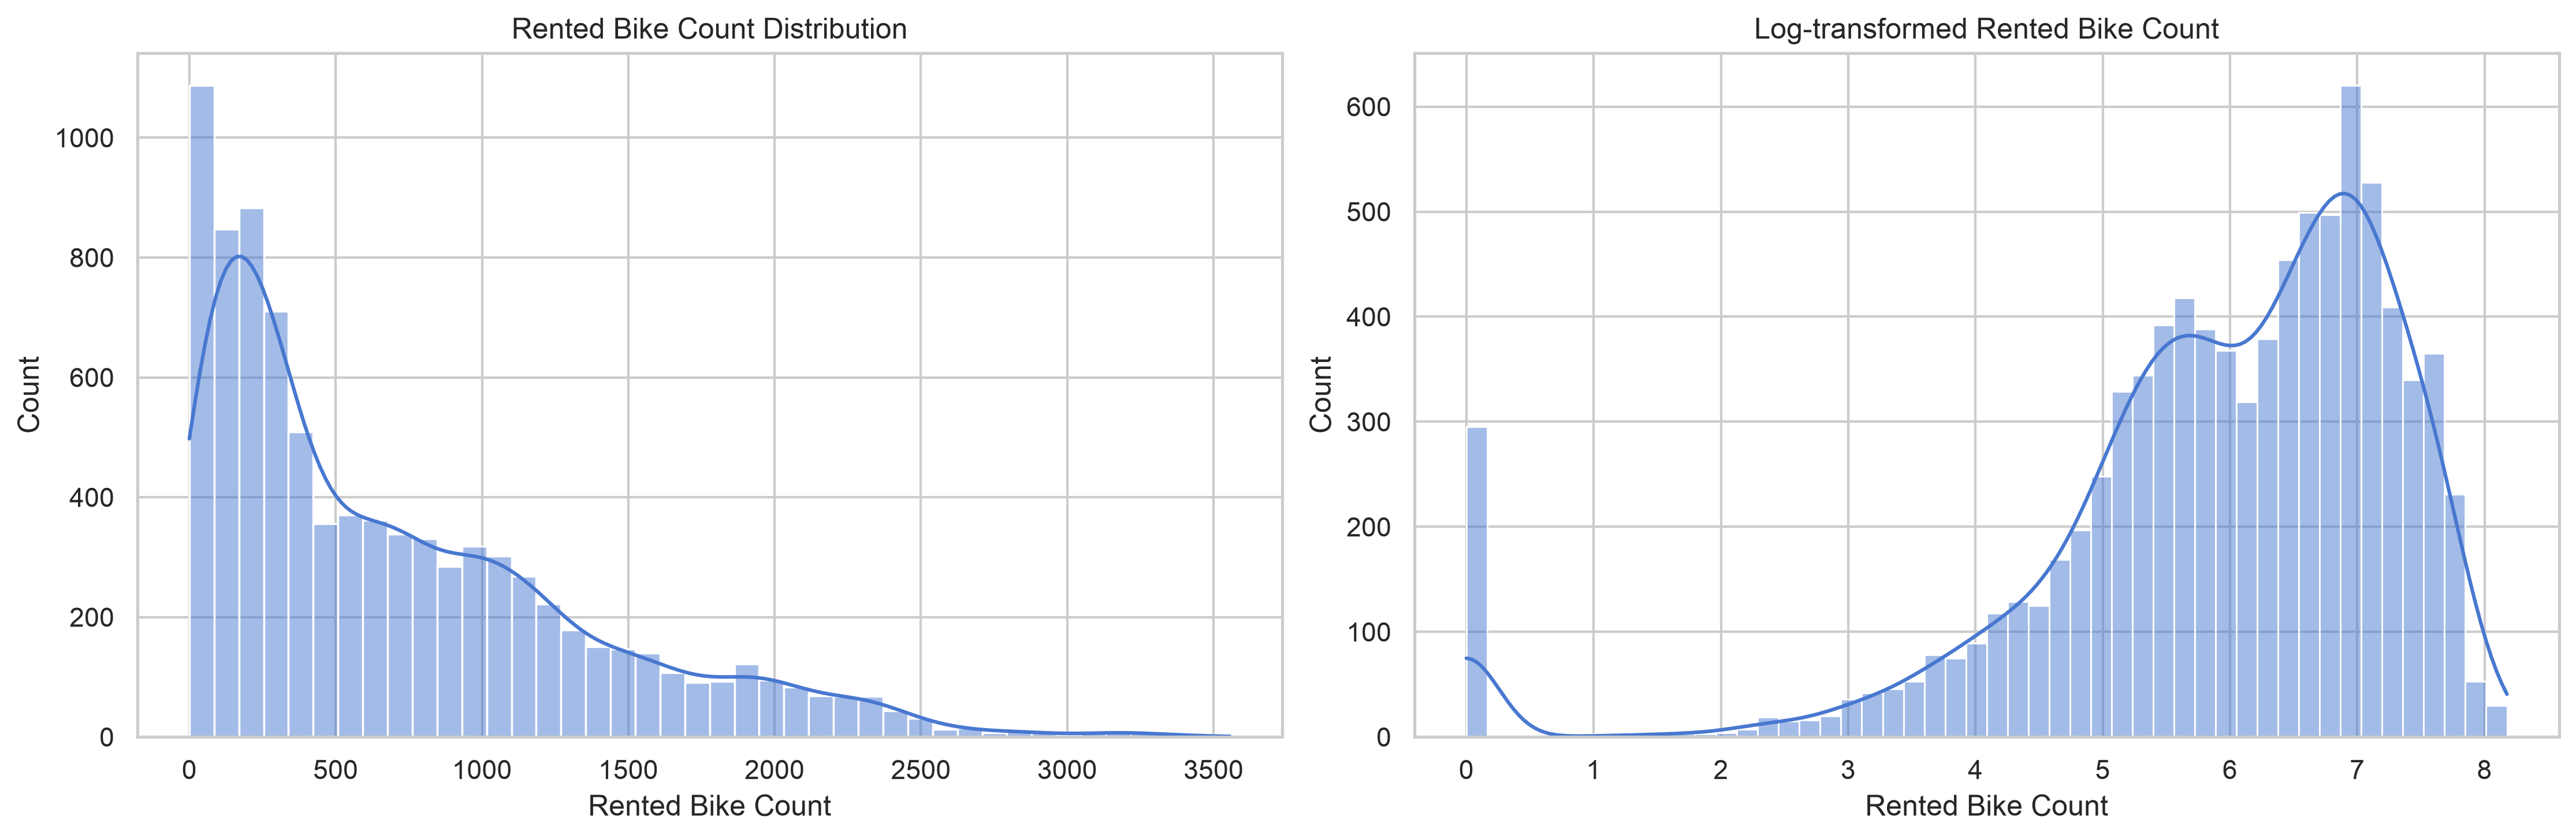 Rented Bike Count Distribution
Count
1000
800
600
400
200
0
0 500 1000 1500 2000 2500 3000 3500
Rented Bike Count
Log-transformed Rented Bike Count
Count
600
500
400
300
200
100
0
0 1 2 3 4 5 6 7 8
Rented Bike Count